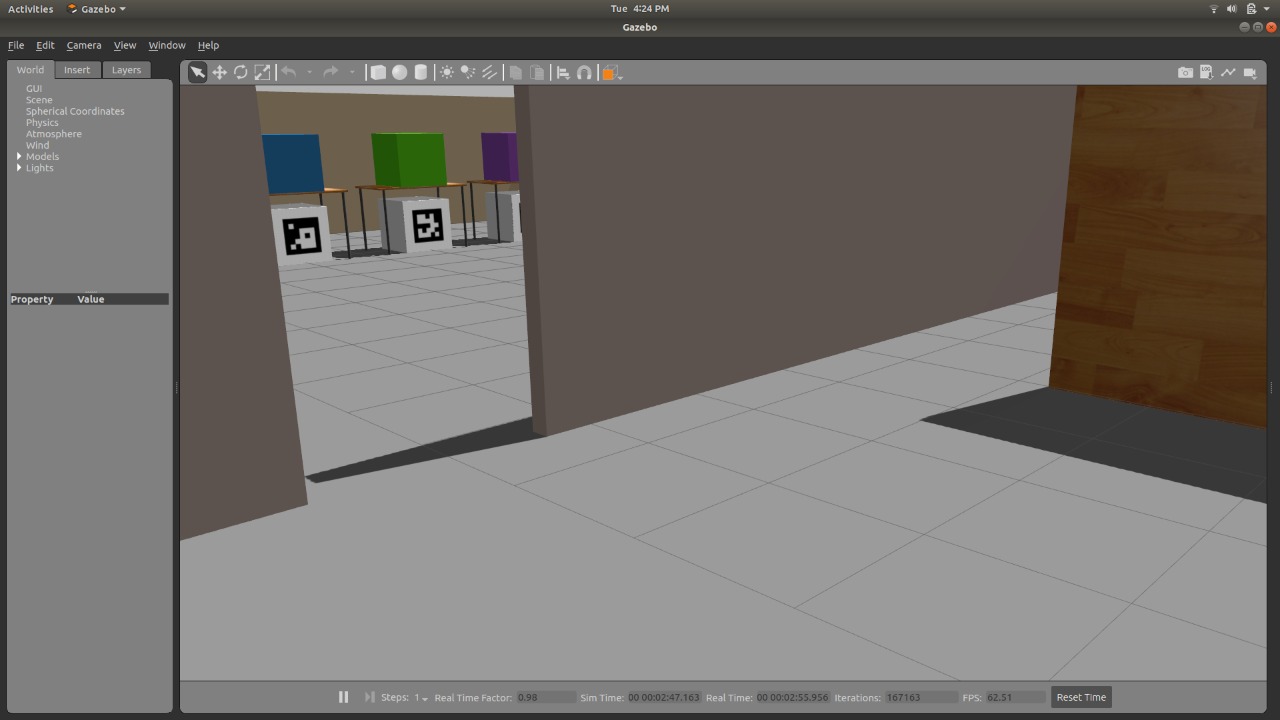 Activities Gazebo Tue 4:24 PM
Gazebo
File Edit Camera View Window Help
World Insert Layers
GUI
Scene
Spherical Coordinates
Physics
Atmosphere
Wind
Models
Lights
Property Value
Steps: 1 Real Time Factor: 0.98 Sim Time: 00 00:02:47.163 Real Time: 00 00:02:55.956 Iterations: 167163 FPS: 62.51 Reset Time